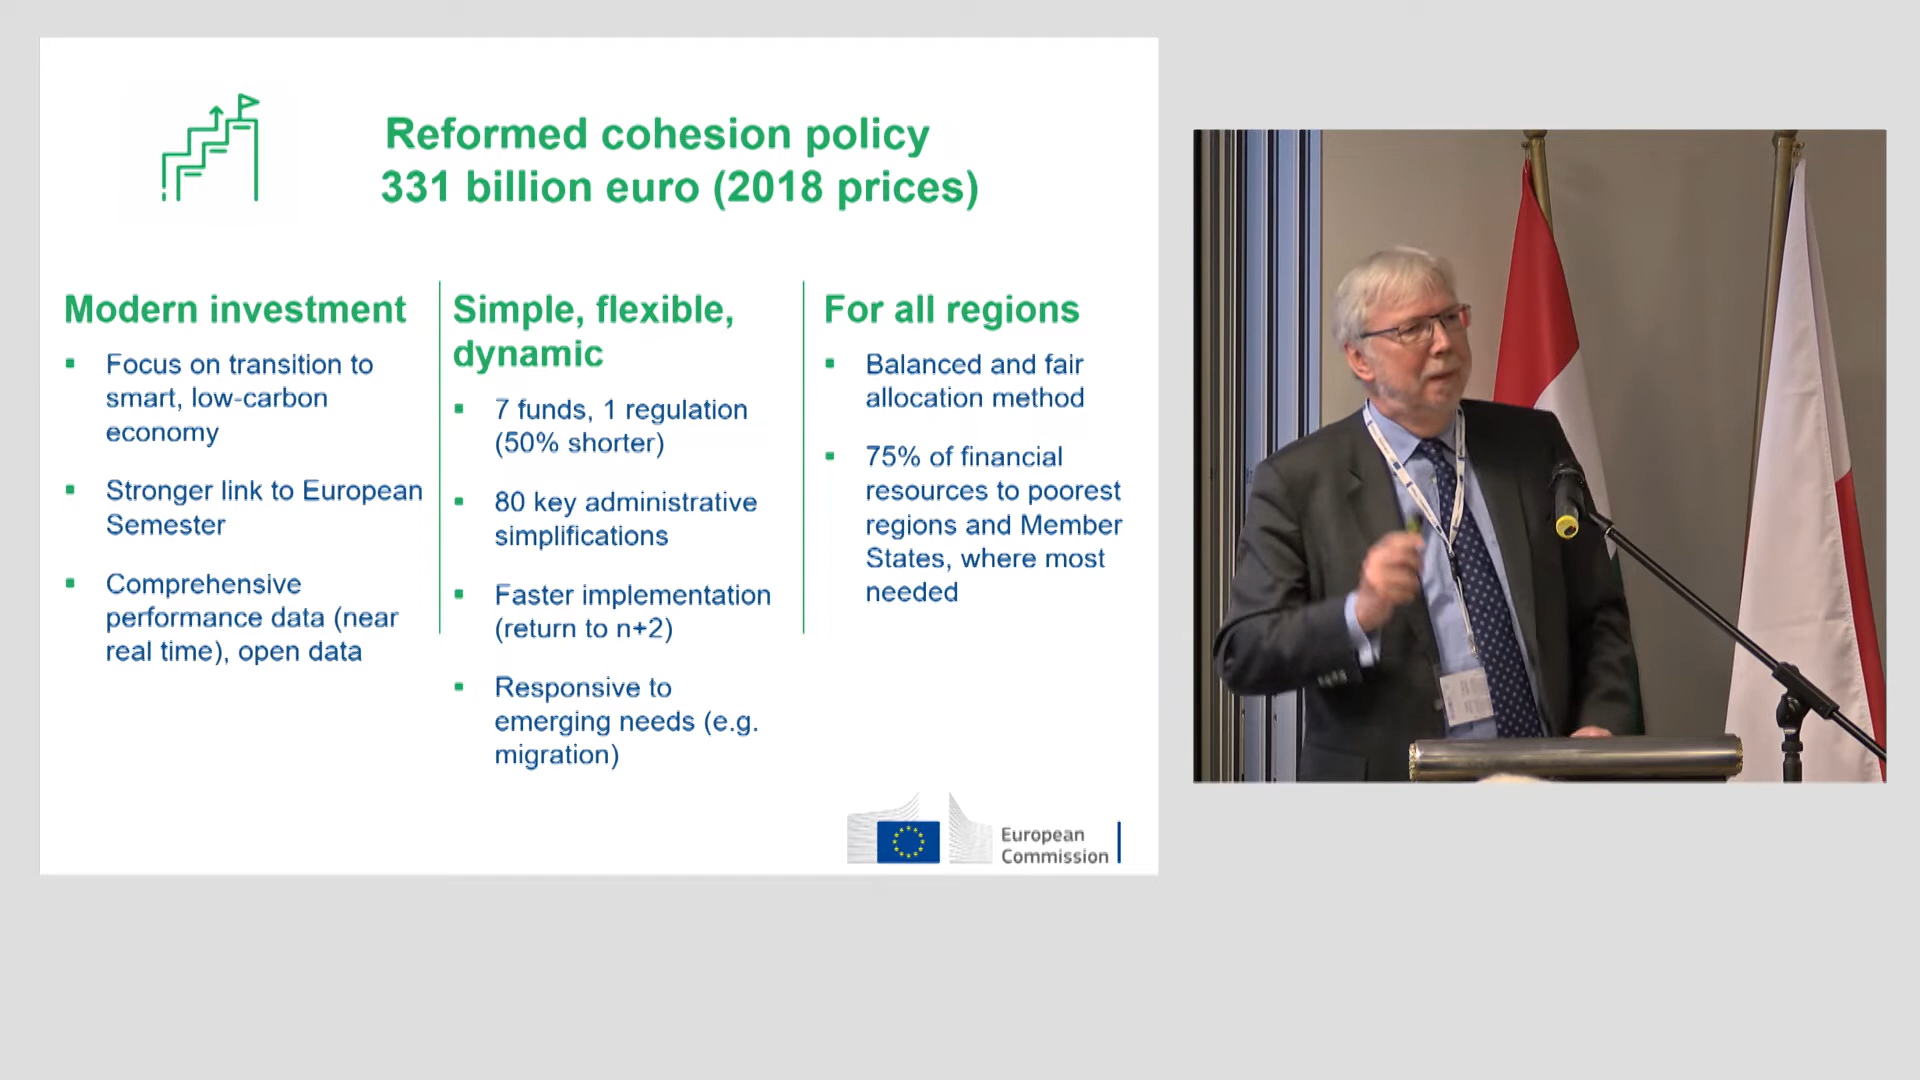 Reformed cohesion policy
331 billion euro (2018 prices)
Modern investment
Focus on transition to
smart, low-carbon
economy
Stronger link to European
Semester
Comprehensive
performance data (near
real time), open data
Simple, flexible,
dynamic
7 funds, 1 regulation
(50% shorter)
80 key administrative
simplifications
Faster implementation
(return to n+2)
Responsive to
emerging needs (e.g.
migration)
For all regions
Balanced and fair
allocation method
75% of financial
resources to poorest
regions and Member
States, where most
needed
European
Commission